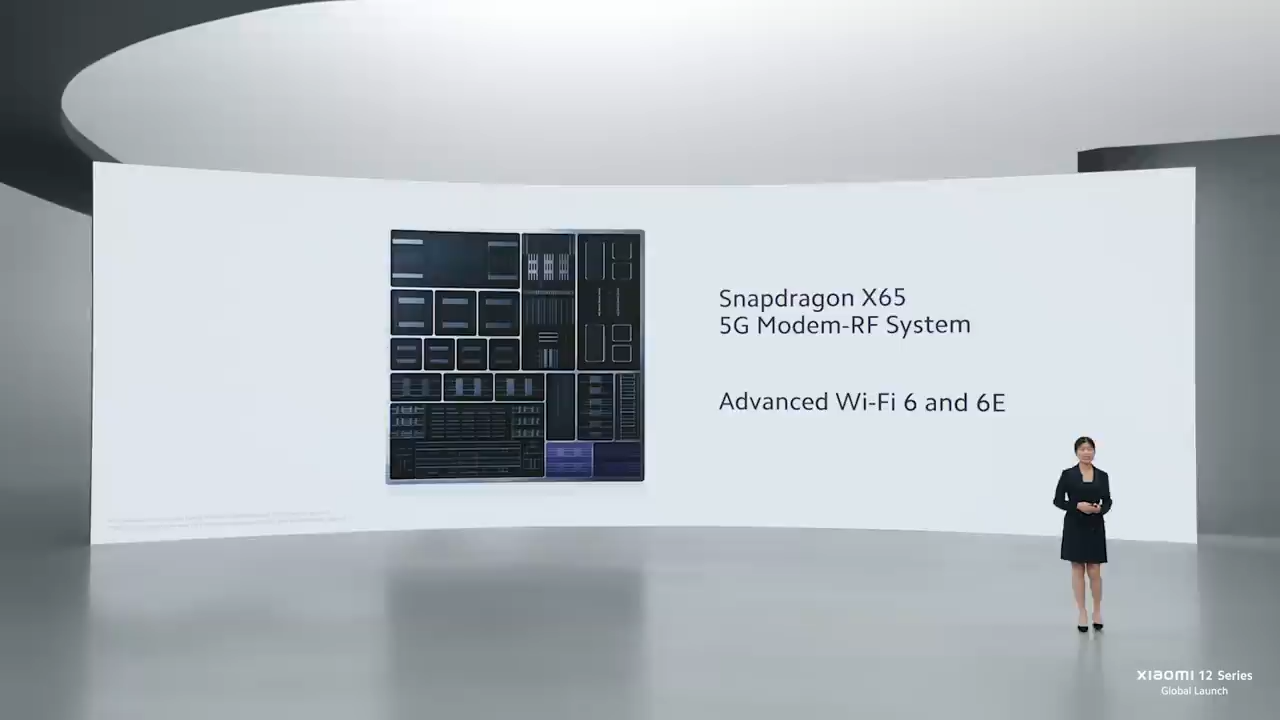 Snapdragon X65
5G Modem-RF System
Advanced Wi-Fi 6 and 6E
xiaomi 12 Series
Global Launch